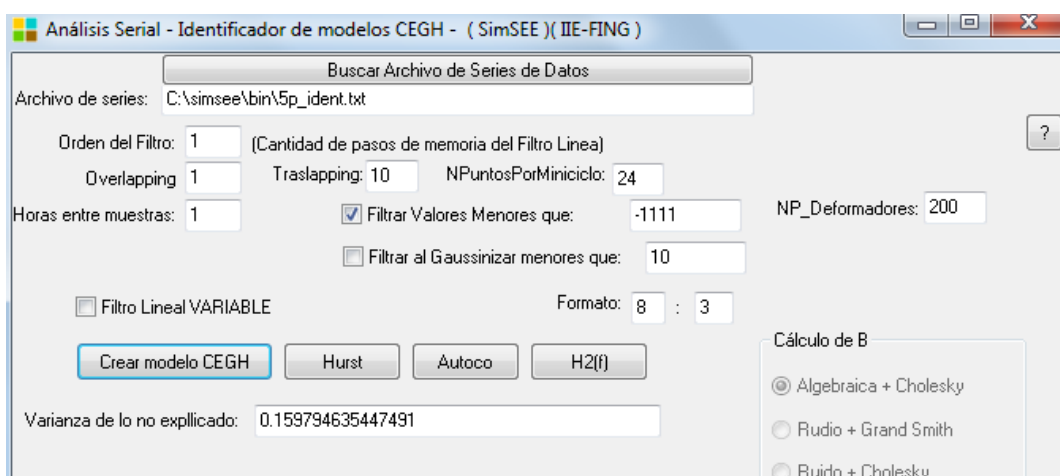 Análisis Serial - Identificador de modelos CEGH - ( SimSEE )( IIE-FING )
Buscar Archivo de Series de Datos
Archivo de series: C:\simsee\bin\5p_ident.txt
Orden del Filtro: 1 (Cantidad de pasos de memoria del Filtro Linea)
?
Overlapping 1 Traslapping: 10 NPuntosPorMiniciclo: 24
Horas entre muestras: 1 Filtrar Valores Menores que: -1111 NP_Deformadores: 200
Filtrar al Gaussinizar menores que: 10
Filtro Lineal VARIABLE Formato: 8 : 3
Crear modelo CEGH Hurst Autoco H2(f)
Cálculo de B
Algebraica + Cholesky
Varianza de lo no expllicado: 0.159794635447491
Rudio + Grand Smith
Ruido + Cholesky